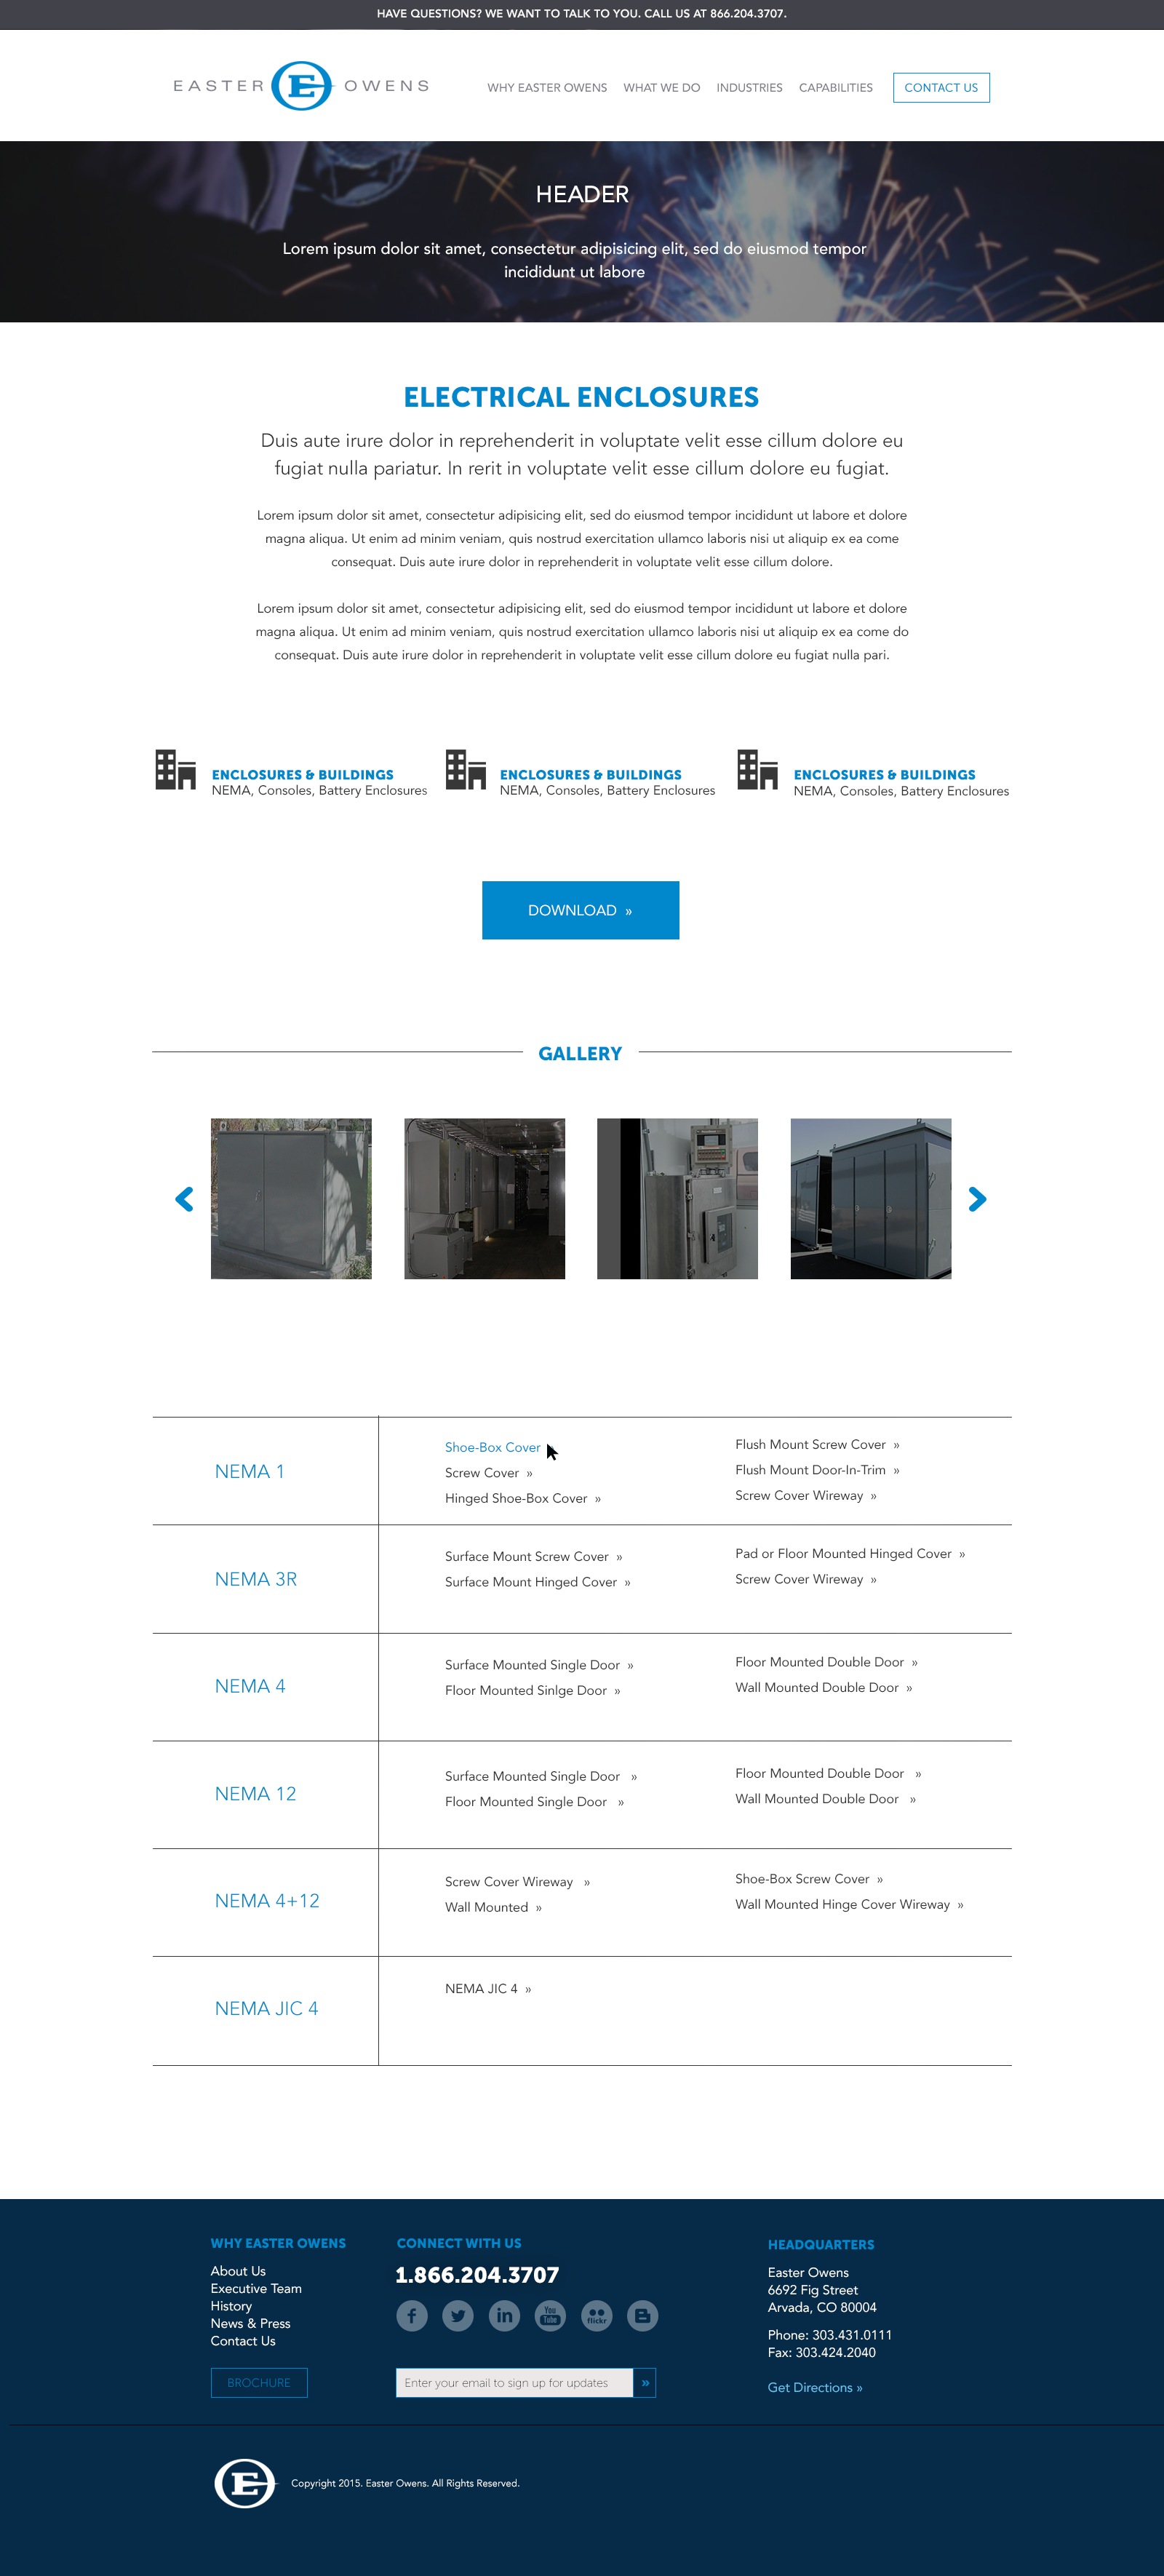 HAVE QUESTIONS? WE WANT TO TALK TO YOU. CALL US AT 866.204.3707.
EASTER E OWENS
WHY EASTER OWENS WHAT WE DO INDUSTRIES CAPABILITIES CONTACT US
HEADER
Lorem ipsum dolor sit amet, consectetur adipisicing elit, sed do eiusmod tempor
incididunt ut labore
ELECTRICAL ENCLOSURES
Duis aute irure dolor in reprehenderit in voluptate velit esse cillum dolore eu
fugiat nulla pariatur. In rerit in voluptate velit esse cillum dolore eu fugiat.
Lorem ipsum dolor sit amet, consectetur adipisicing elit, sed do eiusmod tempor incididunt ut labore et dolore
magna aliqua. Ut enim ad minim veniam, quis nostrud exercitation ullamco laboris nisi ut aliquip ex ea come
consequat. Duis aute irure dolor in reprehenderit in voluptate velit esse cillum dolore.
Lorem ipsum dolor sit amet, consectetur adipisicing elit, sed do eiusmod tempor incididunt ut labore et dolore
magna aliqua. Ut enim ad minim veniam, quis nostrud exercitation ullamco laboris nisi ut aliquip ex ea come do
consequat. Duis aute irure dolor in reprehenderit in voluptate velit esse cillum dolore eu fugiat nulla pari.
ENCLOSURES & BUILDINGS
NEMA, Consoles, Battery Enclosures
ENCLOSURES & BUILDINGS
NEMA, Consoles, Battery Enclosures
ENCLOSURES & BUILDINGS
NEMA, Consoles, Battery Enclosures
DOWNLOAD »
GALLERY
NEMA 1
Shoe-Box Cover
Screw Cover »
Hinged Shoe-Box Cover »
Flush Mount Screw Cover »
Flush Mount Door-In-Trim »
Screw Cover Wireway »
NEMA 3R
Surface Mount Screw Cover »
Surface Mount Hinged Cover »
Pad or Floor Mounted Hinged Cover »
Screw Cover Wireway »
NEMA 4
Surface Mounted Single Door »
Floor Mounted Sinlge Door »
Floor Mounted Double Door »
Wall Mounted Double Door »
NEMA 12
Surface Mounted Single Door »
Floor Mounted Single Door »
Floor Mounted Double Door »
Wall Mounted Double Door »
NEMA 4+12
Screw Cover Wireway »
Wall Mounted »
Shoe-Box Screw Cover »
Wall Mounted Hinge Cover Wireway »
NEMA JIC 4
NEMA JIC 4 »
WHY EASTER OWENS
About Us
Executive Team
History
News & Press
Contact Us
BROCHURE
CONNECT WITH US
1.866.204.3707
f in You Tube flickr B
Enter your email to sign up for updates »
HEADQUARTERS
Easter Owens
6692 Fig Street
Arvada, CO 80004
Phone: 303.431.0111
Fax: 303.424.2040
Get Directions »
E
Copyright 2015. Easter Owens. All Rights Reserved.